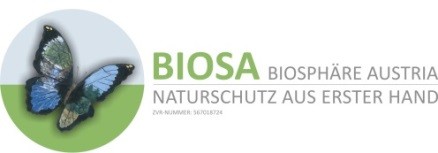 BIOSA BIOSPHÄRE AUSTRIA
NATURSCHUTZ AUS ERSTER HAND
ZVR-NUMMER: 567018724